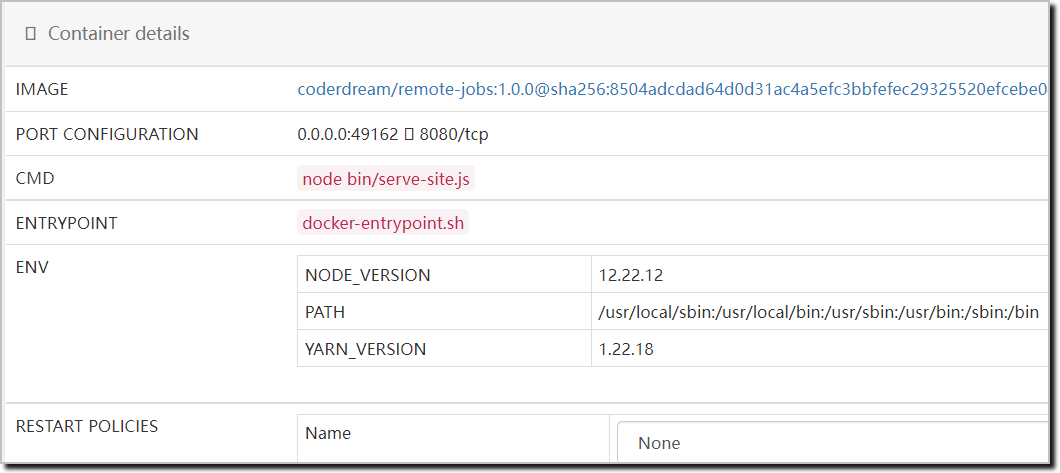 Container details
IMAGE coderdream/remote-jobs:1.0.0@sha256:8504adcdad64d0d31ac4a5efc3bbfefec29325520efcebe0
PORT CONFIGURATION 0.0.0.0:49162 8080/tcp
CMD node bin/serve-site.js
ENTRYPOINT docker-entrypoint.sh
ENV NODE_VERSION 12.22.12
PATH /usr/local/sbin:/usr/local/bin:/usr/sbin:/usr/bin:/sbin:/bin
YARN_VERSION 1.22.18
RESTART POLICIES Name None